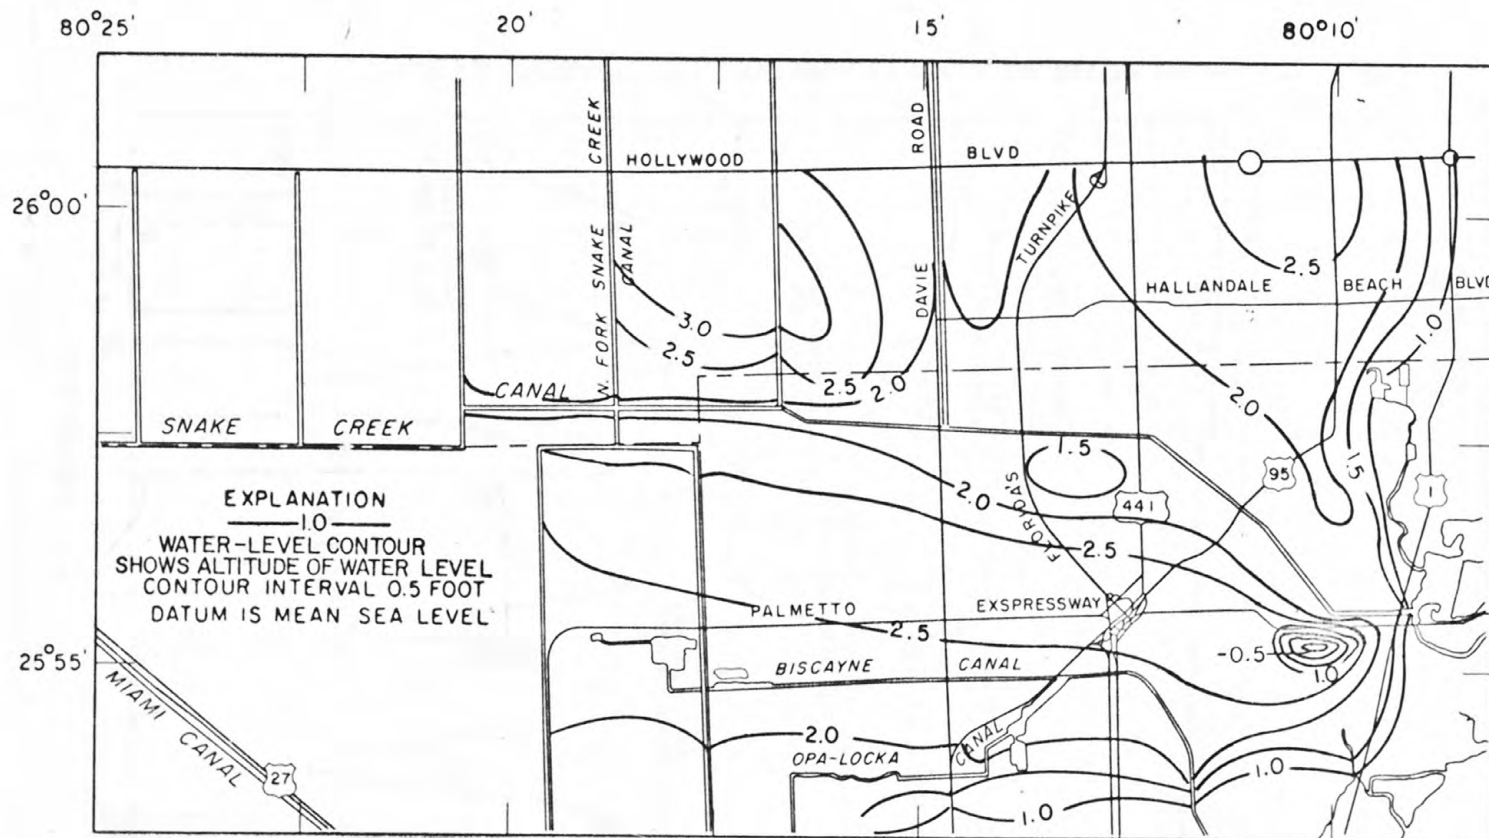 80°25'
20'
15'
80°10'
26°00'
25°55'
HOLLYWOOD
BLVD
N. FORK SNAKE CREEK
CANAL
DAVIE ROAD
TURNPIKE
HALLANDALE BEACH BLVD
2.5
1.0
3.0
2.5
2.5
2.0
2.0
CANAL
SNAKE CREEK
1.5
1.5
95
1
441
2.0
2.5
FLORIDA'S
EXPLANATION
1.0
WATER-LEVEL CONTOUR
SHOWS ALTITUDE OF WATER LEVEL
CONTOUR INTERVAL 0.5 FOOT
DATUM IS MEAN SEA LEVEL
PALMETTO
EXSPRESSWAY
2.5
-0.5
1.0
BISCAYNE CANAL
MIAMI CANAL
27
2.0
OPA-LOCKA
CANAL
1.0
1.0